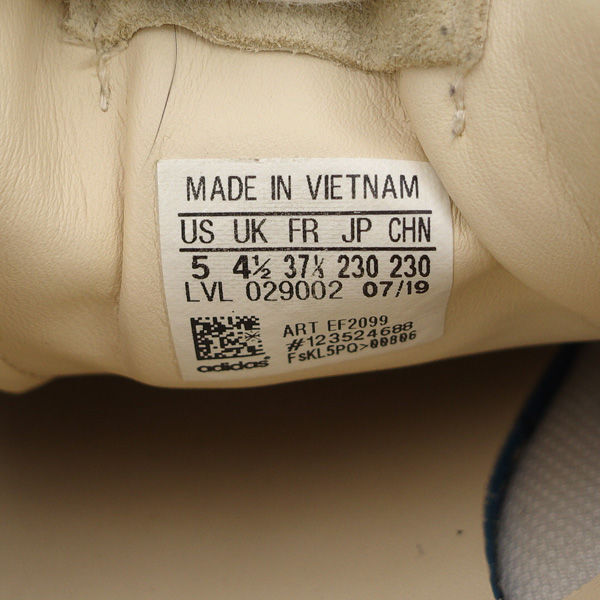 MADE IN VIETNAM
US UK FR JP CHN
5 4½ 37⅓ 230 230
LVL 029002 07/19
ART EF2099
#123524688
FsKL5PQ>00806
adidas